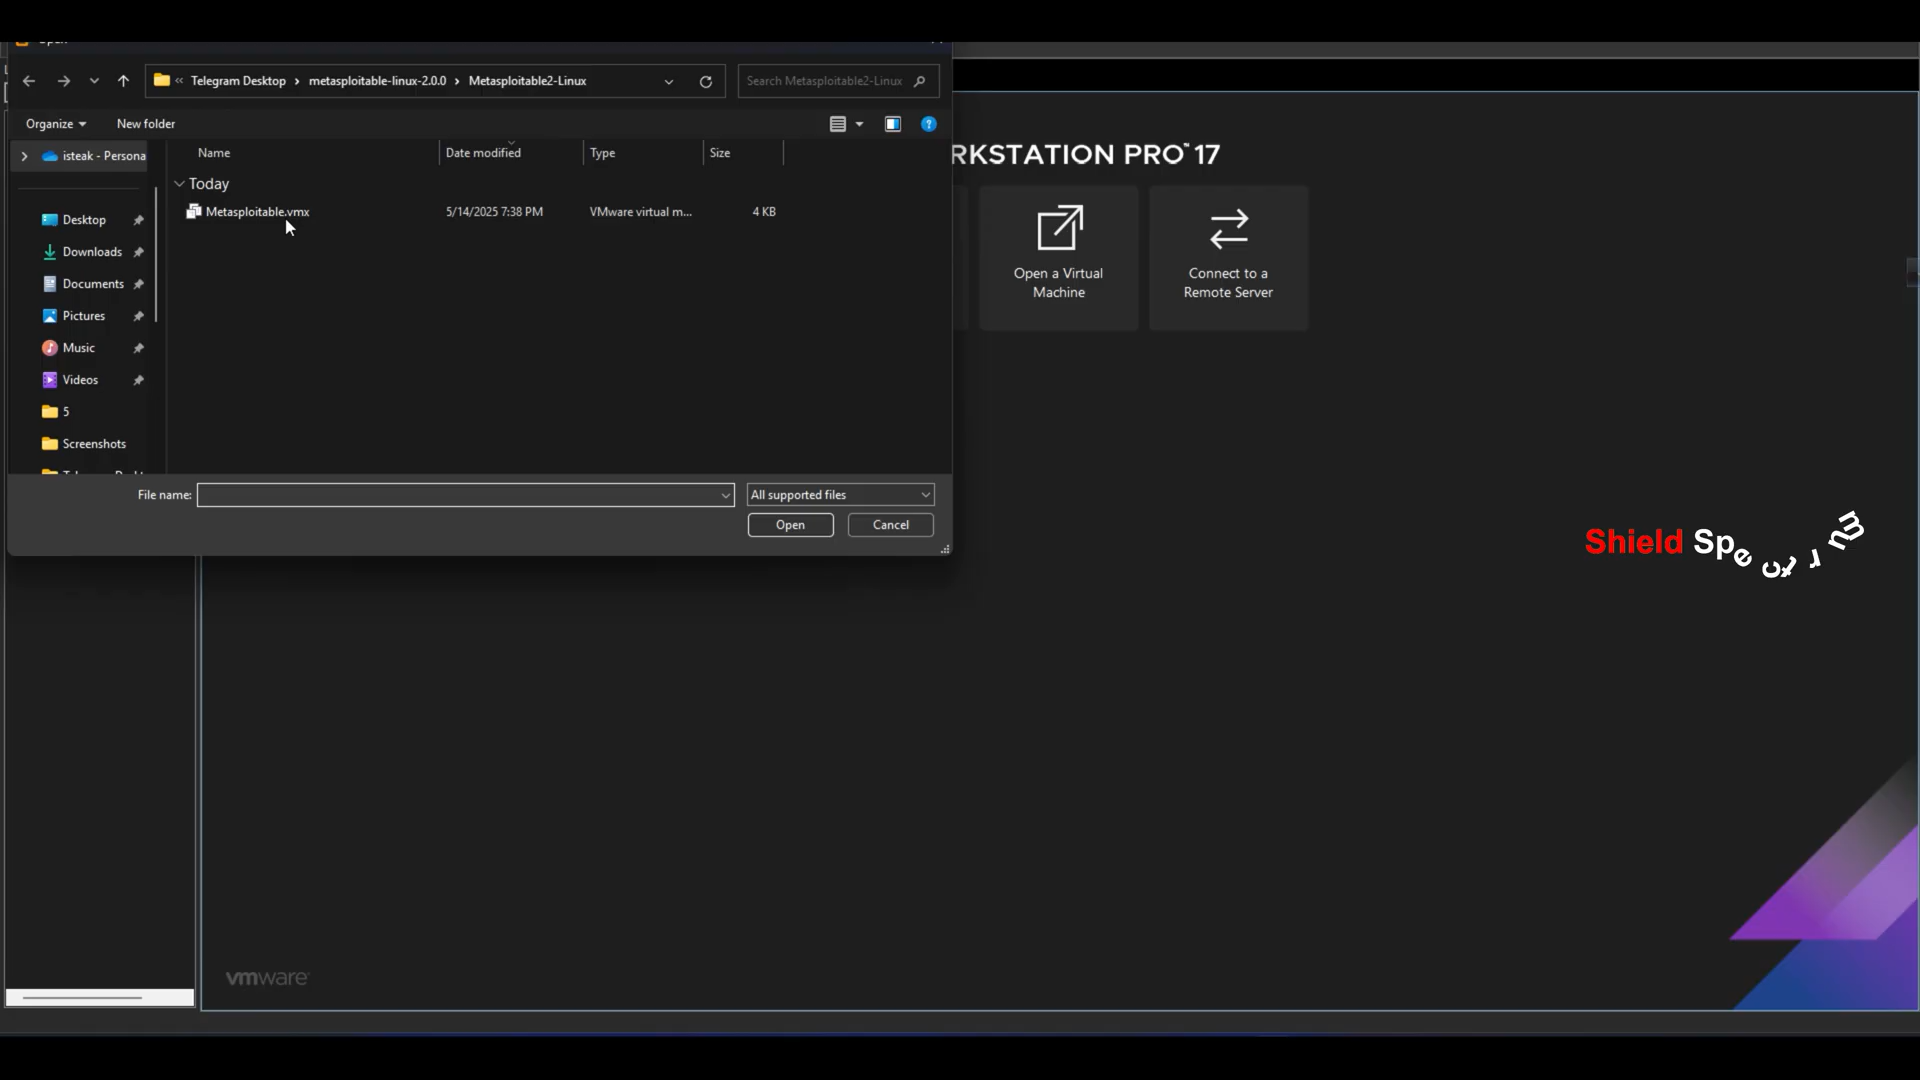 Telegram Desktop › metasploitable-linux-2.0.0 › Metasploitable2-Linux
Search Metasploitable2-Linux
Organize
New folder
Name
Date modified
Type
Size
isteak - Persona
Today
Metasploitable.vmx
5/14/2025 7:38 PM
VMware virtual m...
4 KB
Desktop
Downloads
Documents
Pictures
Music
Videos
5
Screenshots
File name:
All supported files
Open
Cancel
RKSTATION PRO™ 17
Open a Virtual
Machine
Connect to a
Remote Server
Shield Spectrum
vmware